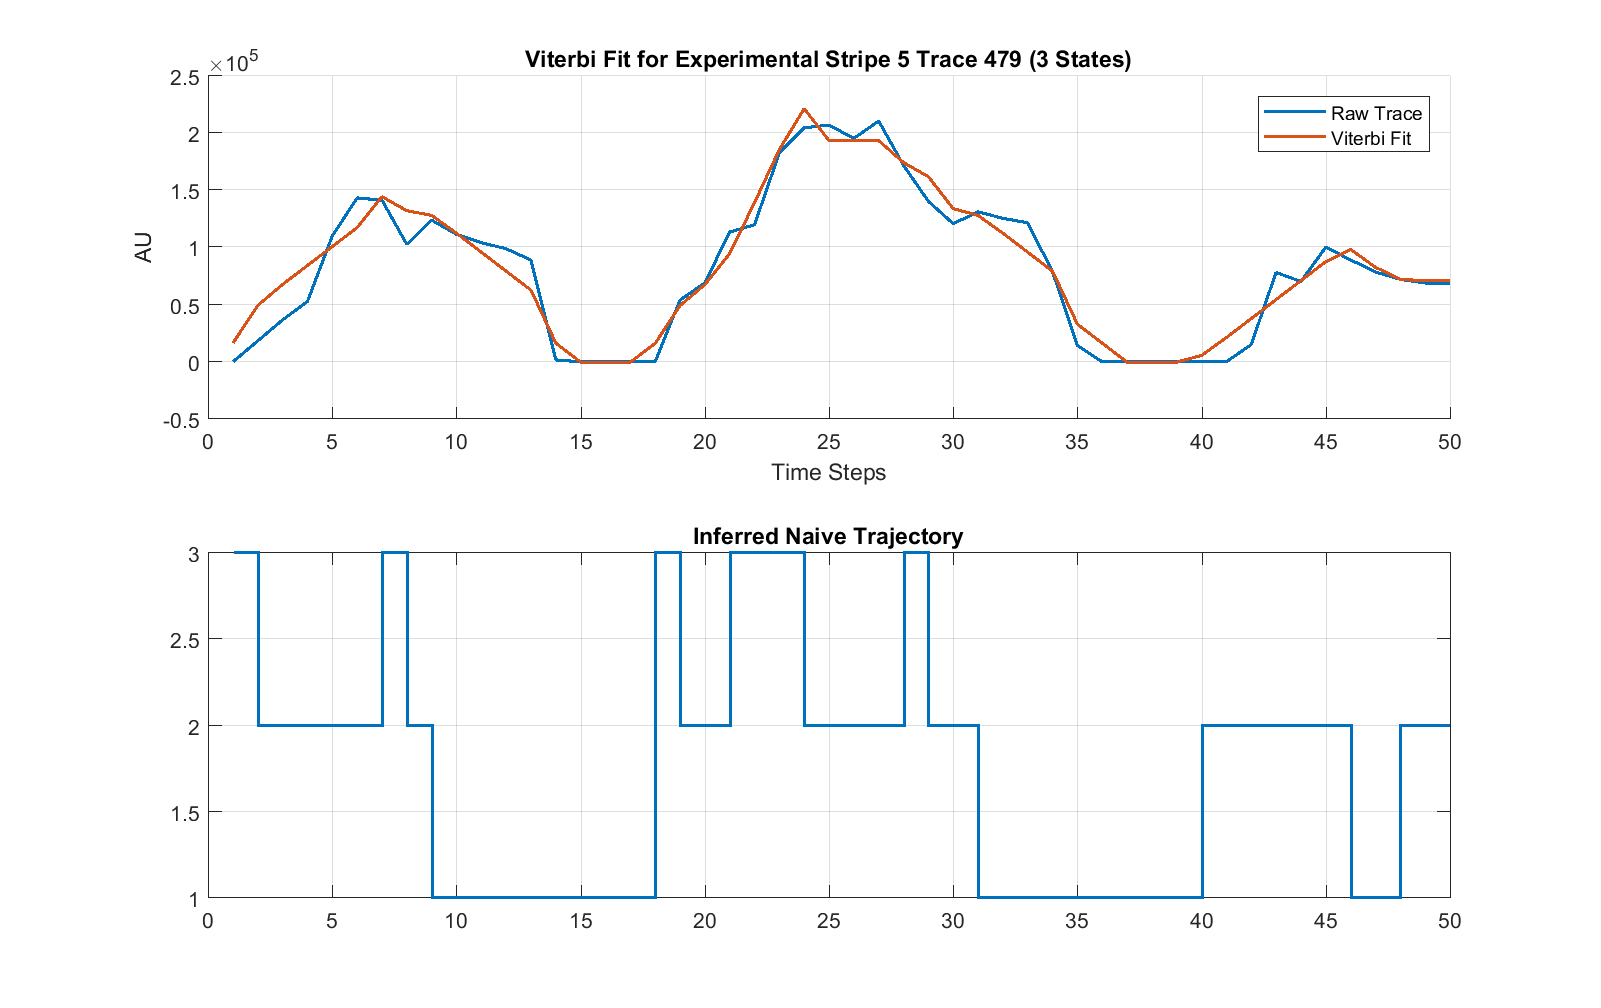 Viterbi Fit for Experimental Stripe 5 Trace 479 (3 States)
×10^5
2.5
2
1.5
1
0.5
0
-0.5
AU
Raw Trace
Viterbi Fit
0 5 10 15 20 25 30 35 40 45 50
Time Steps
Inferred Naive Trajectory
3
2.5
2
1.5
1
0 5 10 15 20 25 30 35 40 45 50